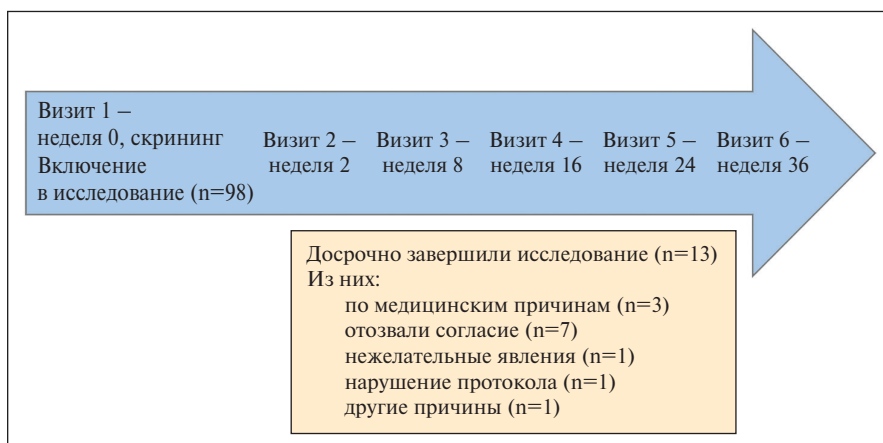 Визит 1 –
неделя 0, скрининг
Включение
в исследование (n=98)
Визит 2 –
неделя 2
Визит 3 –
неделя 8
Визит 4 –
неделя 16
Визит 5 –
неделя 24
Визит 6 –
неделя 36
Досрочно завершили исследование (n=13)
Из них:
по медицинским причинам (n=3)
отозвали согласие (n=7)
нежелательные явления (n=1)
нарушение протокола (n=1)
другие причины (n=1)